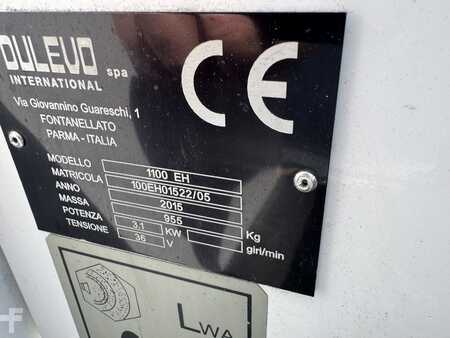 DULEVO spa
INTERNATIONAL
Via Giovannino Guareschi, 1
FONTANELLATO
PARMA-ITALIA
CE
MODELLO 1100 EH
MATRICOLA 100EH01522/05
ANNO 2015
MASSA 955 Kg
POTENZA 3.1 KW giri/min
TENSIONE 36 V
LWA